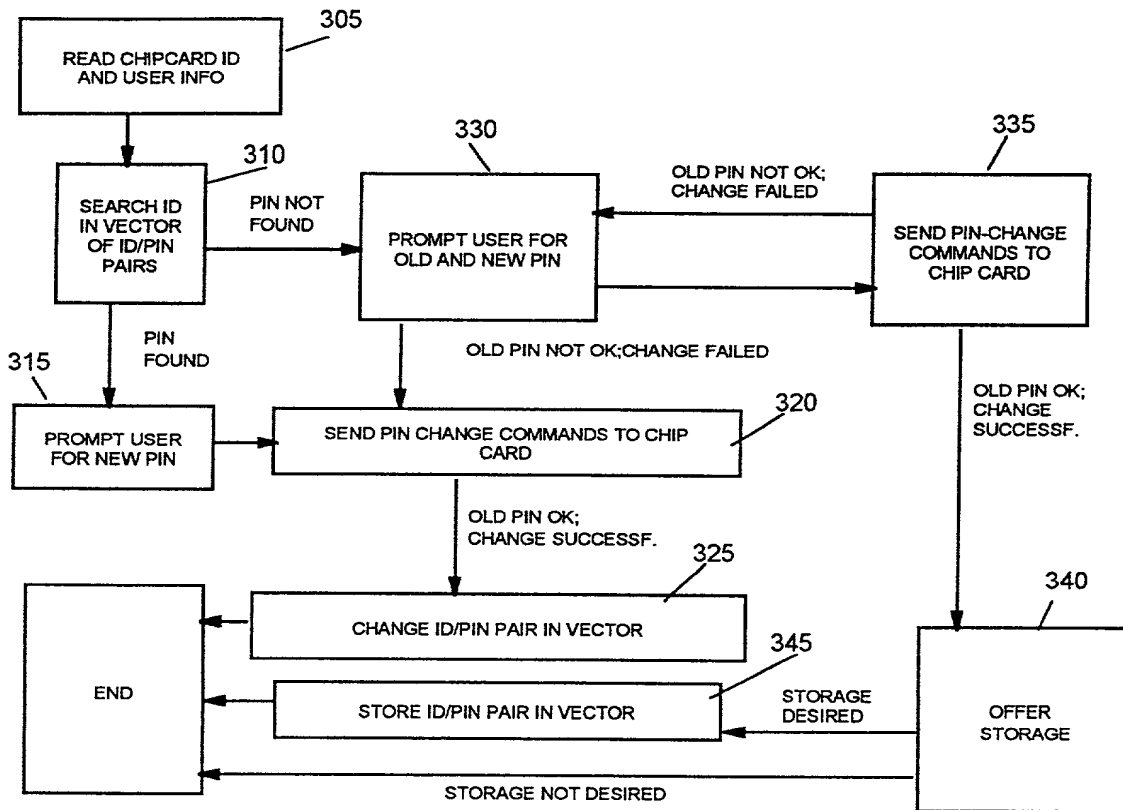 305
READ CHIPCARD ID
AND USER INFO
310
SEARCH ID
IN VECTOR
OF ID/PIN
PAIRS
PIN NOT
FOUND
330
PROMPT USER FOR
OLD AND NEW PIN
OLD PIN NOT OK;
CHANGE FAILED
335
SEND PIN-CHANGE
COMMANDS TO
CHIP CARD
PIN
FOUND
OLD PIN NOT OK;CHANGE FAILED
315
PROMPT USER
FOR NEW PIN
320
SEND PIN CHANGE COMMANDS TO CHIP
CARD
OLD PIN OK;
CHANGE
SUCCESSF.
OLD PIN OK;
CHANGE SUCCESSF.
325
CHANGE ID/PIN PAIR IN VECTOR
340
OFFER
STORAGE
345
STORE ID/PIN PAIR IN VECTOR
STORAGE
DESIRED
END
STORAGE NOT DESIRED